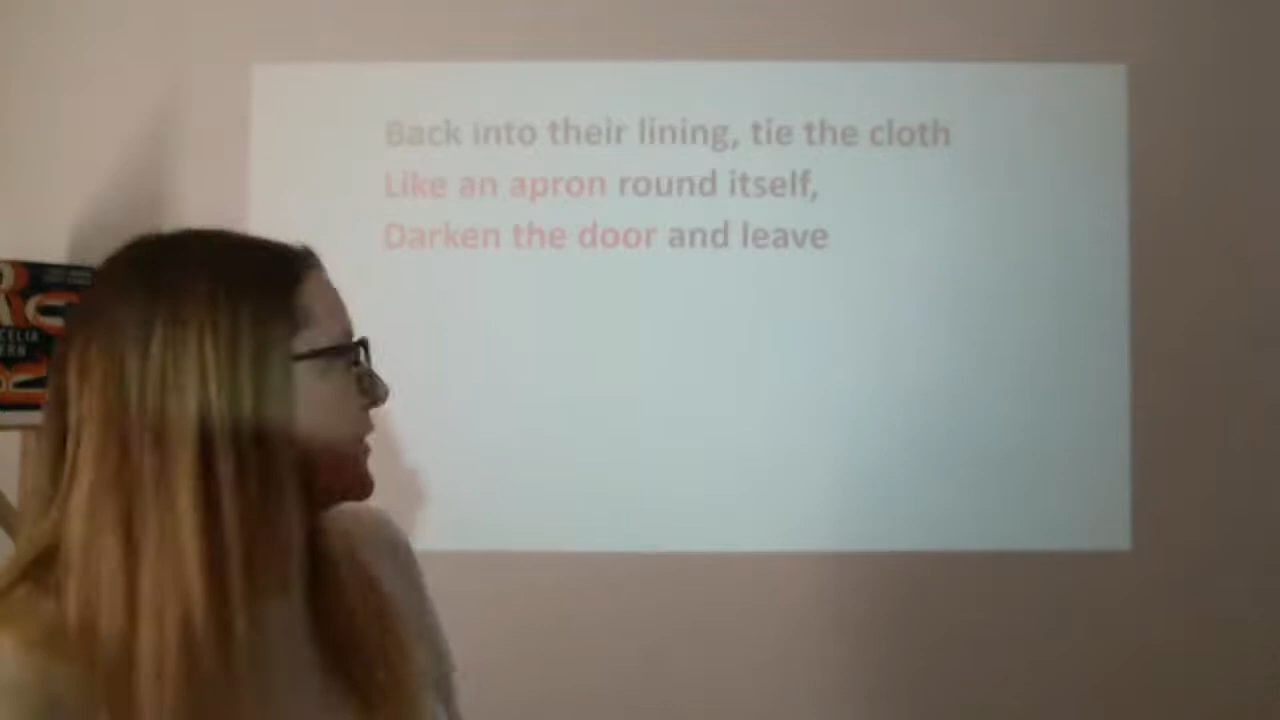 Back into their lining, tie the cloth
Like an apron round itself,
Darken the door and leave